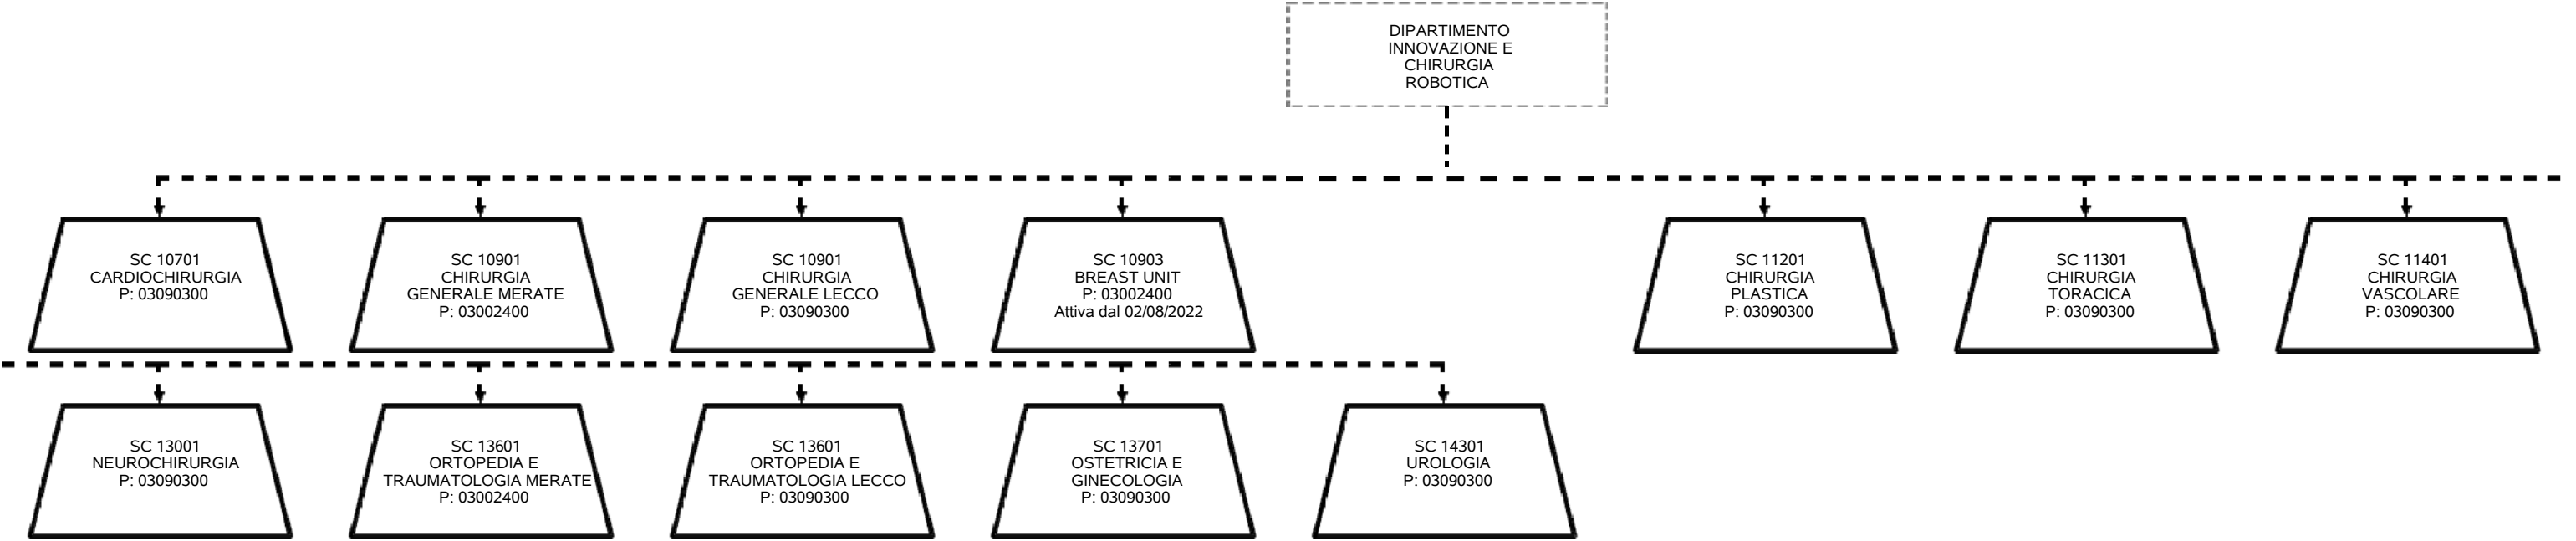 DIPARTIMENTO
INNOVAZIONE E
CHIRURGIA
ROBOTICA
SC 10701
CARDIOCHIRURGIA
P: 03090300
SC 10901
CHIRURGIA
GENERALE MERATE
P: 03002400
SC 10901
CHIRURGIA
GENERALE LECCO
P: 03090300
SC 10903
BREAST UNIT
P: 03002400
Attiva dal 02/08/2022
SC 11201
CHIRURGIA
PLASTICA
P: 03090300
SC 11301
CHIRURGIA
TORACICA
P: 03090300
SC 11401
CHIRURGIA
VASCOLARE
P: 03090300
SC 13001
NEUROCHIRURGIA
P: 03090300
SC 13601
ORTOPEDIA E
TRAUMATOLOGIA MERATE
P: 03002400
SC 13601
ORTOPEDIA E
TRAUMATOLOGIA LECCO
P: 03090300
SC 13701
OSTETRICIA E
GINECOLOGIA
P: 03090300
SC 14301
UROLOGIA
P: 03090300